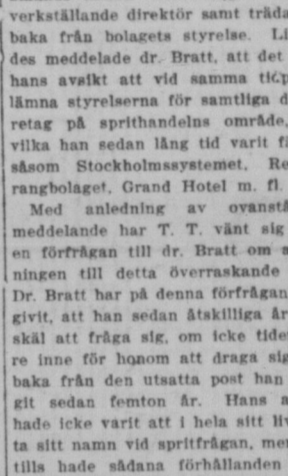 verkställande direktör samt träda
baka från bolagets styrelse. Li
des meddelade dr. Bratt, att det
hans avsikt att vid samma
lämna styrelserna för samtliga d
retag på sprithandelns område,
vilka han sedan lång tid varit fä
såsom Stockholmssystemet, Re
rangbolaget, Grand Hotel m. fl.
Med anledning av ovanstå
meddelande har T. T. vänt sig
en förfrågan till dr. Bratt om a
ningen till detta överraskande
Dr. Bratt har på denna förfrågan
givit, att han sedan åtskilliga år
skäl att fråga sig, om icke tide
re inne för honom att draga sig
baka från den utsatta post han
git sedan femton år. Hans a
hade icke varit att i hela sitt liv
ta sitt namn vid spritfrågan, me
tills hade sådana förhållanden